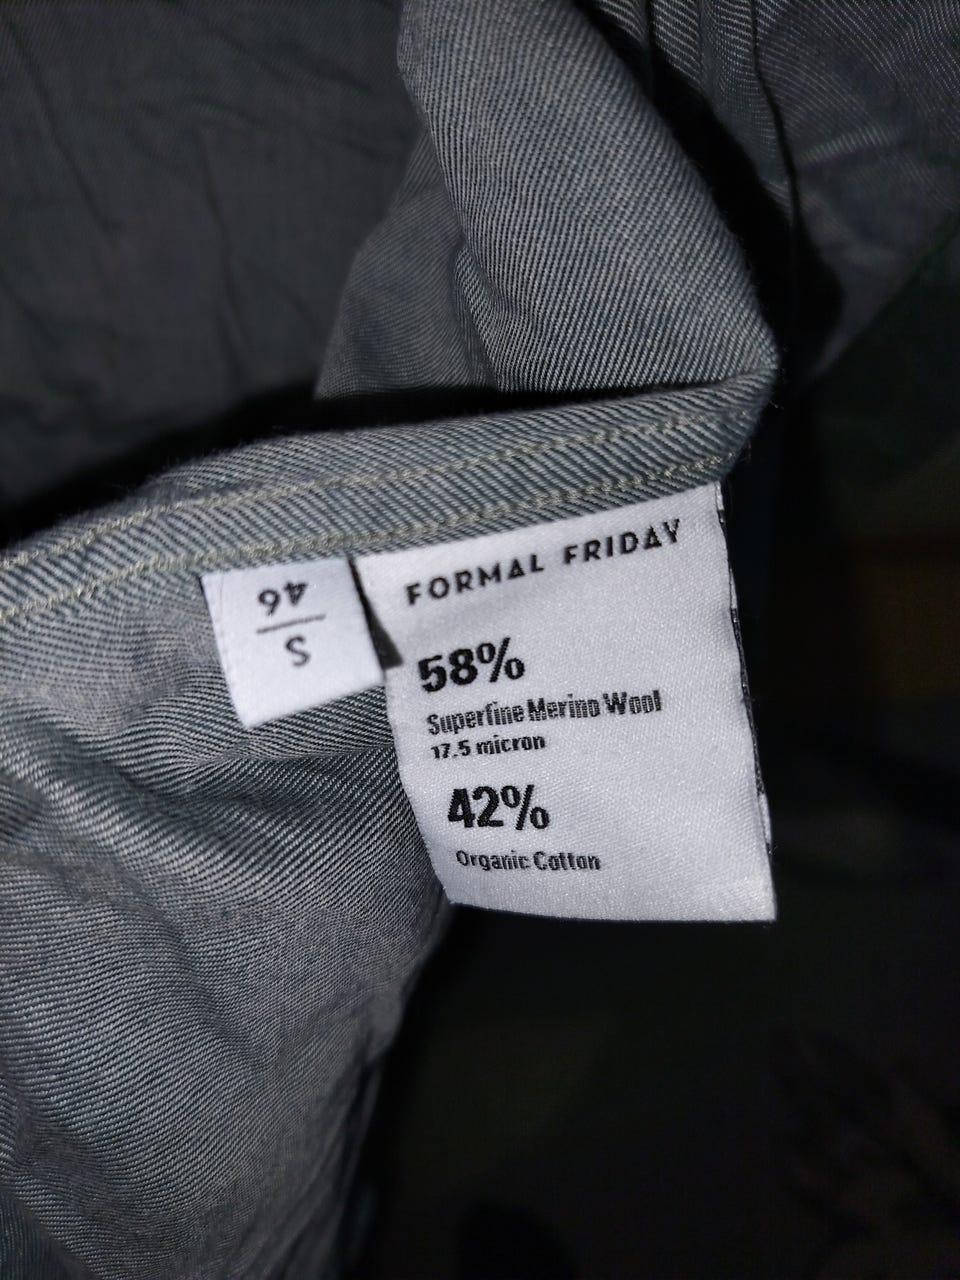 46
S
FORMAL FRIDAY
58%
Superfine Merino Wool
17.5 micron
42%
Organic Cotton